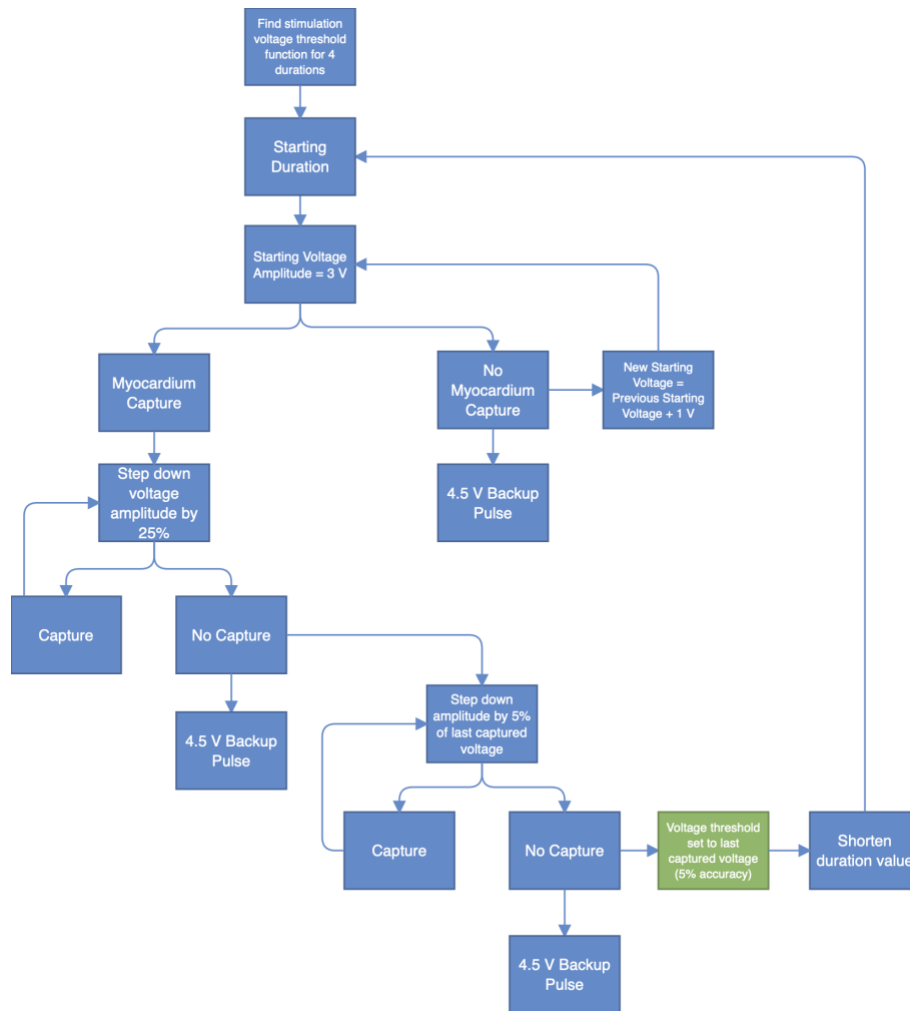 Find stimulation
voltage threshold
function for 4
durations
Starting
Duration
Starting Voltage
Amplitude = 3 V
Myocardium
Capture
No
Myocardium
Capture
New Starting
Voltage =
Previous Starting
Voltage + 1 V
4.5 V Backup
Pulse
Step down
voltage
amplitude by
25%
Capture
No Capture
4.5 V Backup
Pulse
Step down
amplitude by 5%
of last captured
voltage
Capture
No Capture
Voltage threshold
set to last
captured voltage
(5% accuracy)
Shorten
duration value
4.5 V Backup
Pulse